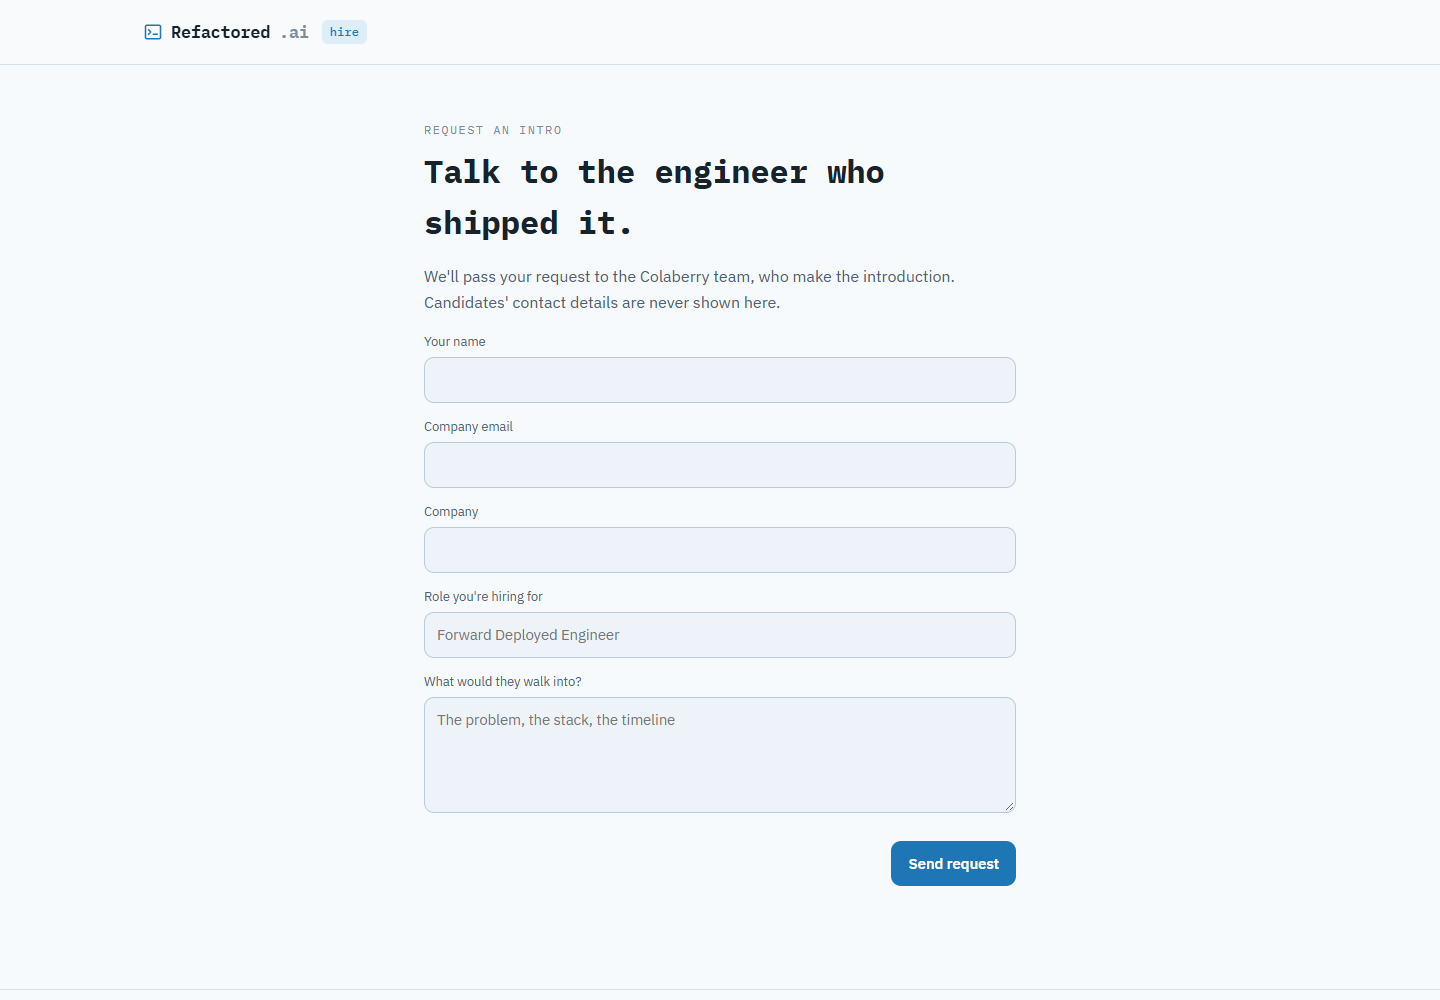 Refactored .ai hire
REQUEST AN INTRO
Talk to the engineer who
shipped it.
We'll pass your request to the Colaberry team, who make the introduction.
Candidates' contact details are never shown here.
Your name
Company email
Company
Role you're hiring for
Forward Deployed Engineer
What would they walk into?
The problem, the stack, the timeline
Send request